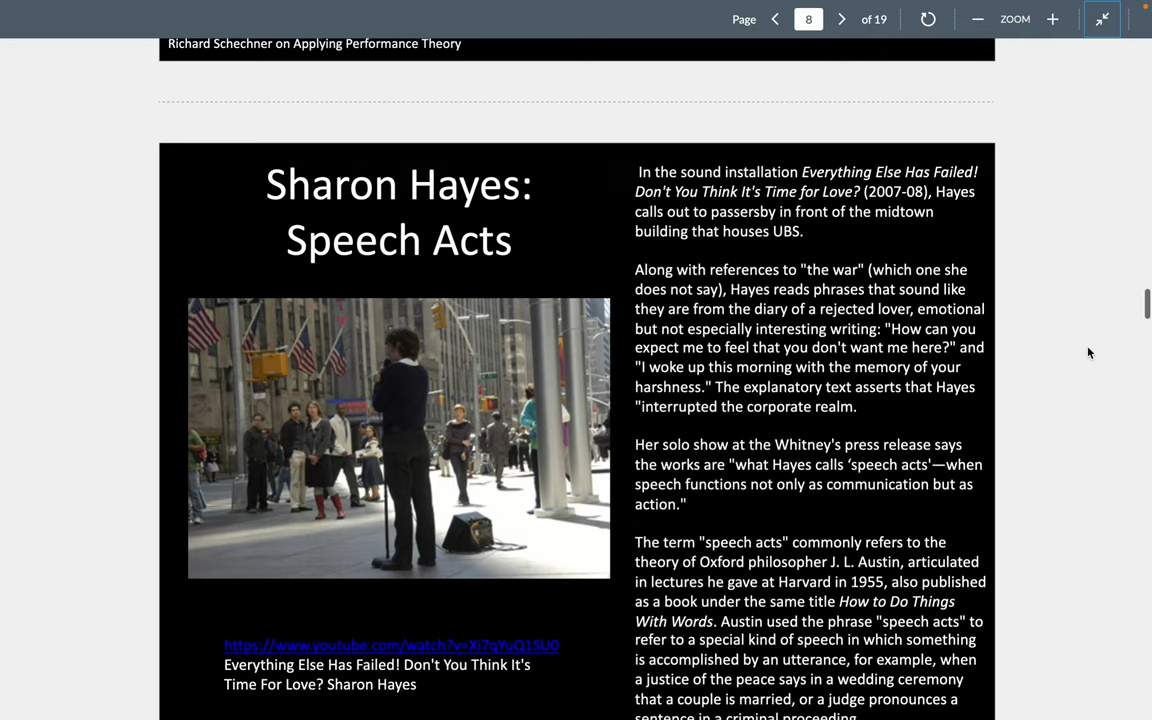 Page 8 of 19 ZOOM
Richard Schechner on Applying Performance Theory
Sharon Hayes:
Speech Acts
https://www.youtube.com/watch?v=Xi7qYuQ1SU0
Everything Else Has Failed! Don't You Think It's
Time For Love? Sharon Hayes
In the sound installation Everything Else Has Failed!
Don't You Think It's Time for Love? (2007-08), Hayes
calls out to passersby in front of the midtown
building that houses UBS.
Along with references to "the war" (which one she
does not say), Hayes reads phrases that sound like
they are from the diary of a rejected lover, emotional
but not especially interesting writing: "How can you
expect me to feel that you don't want me here?" and
"I woke up this morning with the memory of your
harshness." The explanatory text asserts that Hayes
"interrupted the corporate realm.
Her solo show at the Whitney's press release says
the works are "what Hayes calls ‘speech acts'—when
speech functions not only as communication but as
action."
The term "speech acts" commonly refers to the
theory of Oxford philosopher J. L. Austin, articulated
in lectures he gave at Harvard in 1955, also published
as a book under the same title How to Do Things
With Words. Austin used the phrase "speech acts" to
refer to a special kind of speech in which something
is accomplished by an utterance, for example, when
a justice of the peace says in a wedding ceremony
that a couple is married, or a judge pronounces a
sentence in a criminal proceeding.